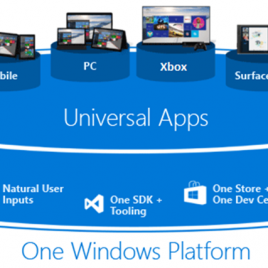 bile
PC
Xbox
Surfac
Universal Apps
Natural User
Inputs
One SDK +
Tooling
One Store +
One Dev Ce
One Windows Platform